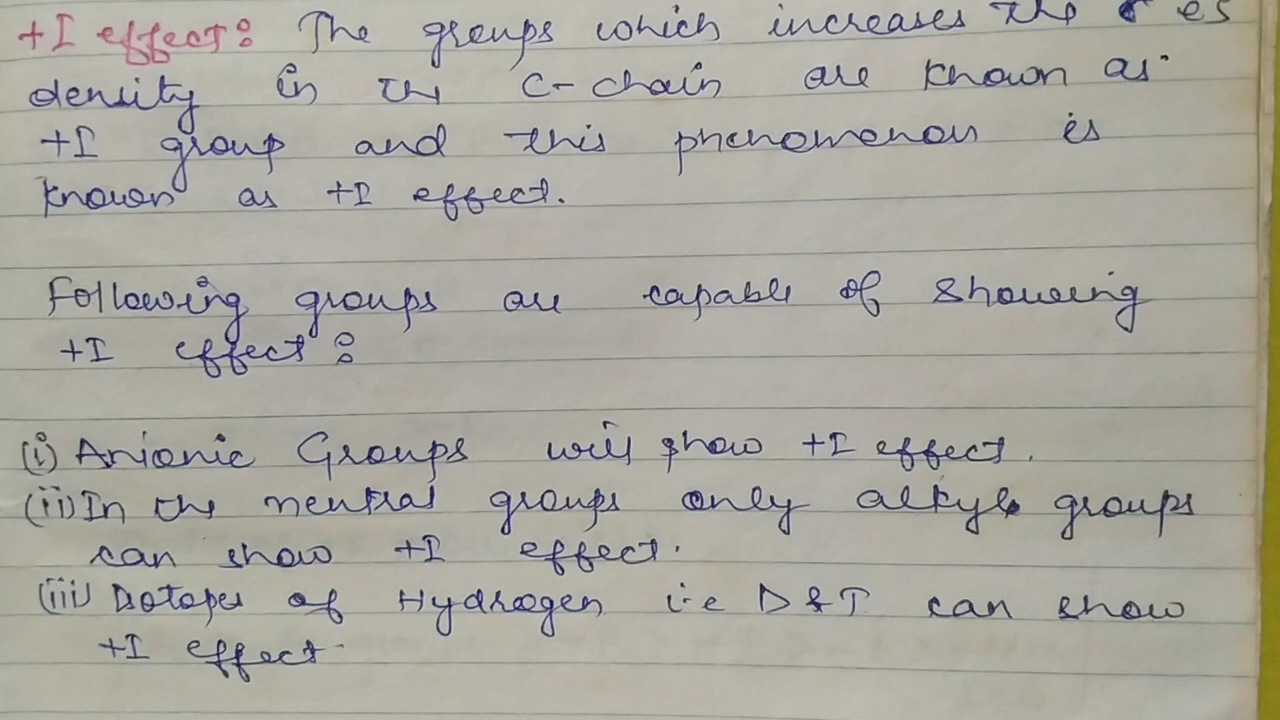 +I effect: The groups which increases the es
density in the C-chain are known as
+I group and this phenomenon is
known as +I effect.
Following groups are capable of showing
+I effect:
(i) Anionic Groups will show +I effect.
(ii) In the neutral groups only alkyl groups
can show +I effect.
(iii) Isotopes of Hydrogen i.e D & T can show
+I effect.